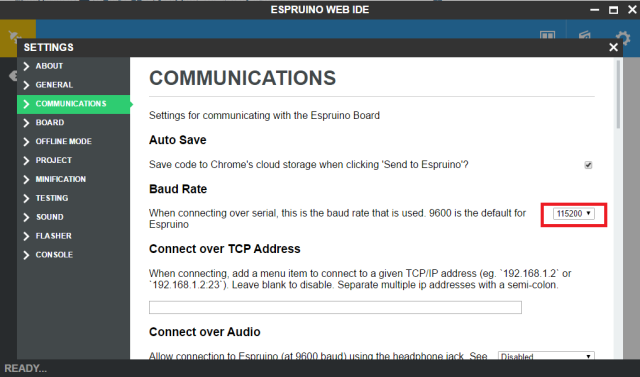 ESPRUINO WEB IDE
SETTINGS
ABOUT
GENERAL
COMMUNICATIONS
BOARD
OFFLINE MODE
PROJECT
MINIFICATION
TESTING
SOUND
FLASHER
CONSOLE
COMMUNICATIONS
Settings for communicating with the Espruino Board
Auto Save
Save code to Chrome's cloud storage when clicking 'Send to Espruino'?
Baud Rate
When connecting over serial, this is the baud rate that is used. 9600 is the default for
Espruino
115200
Connect over TCP Address
When connecting, add a menu item to connect to a given TCP/IP address (eg. `192.168.1.2` or
`192.168.1.2:23`). Leave blank to disable. Separate multiple ip addresses with a semi-colon.
Connect over Audio
Allow connection to Espruino (at 9600 baud) using the headphone jack. See
Disabled
READY...